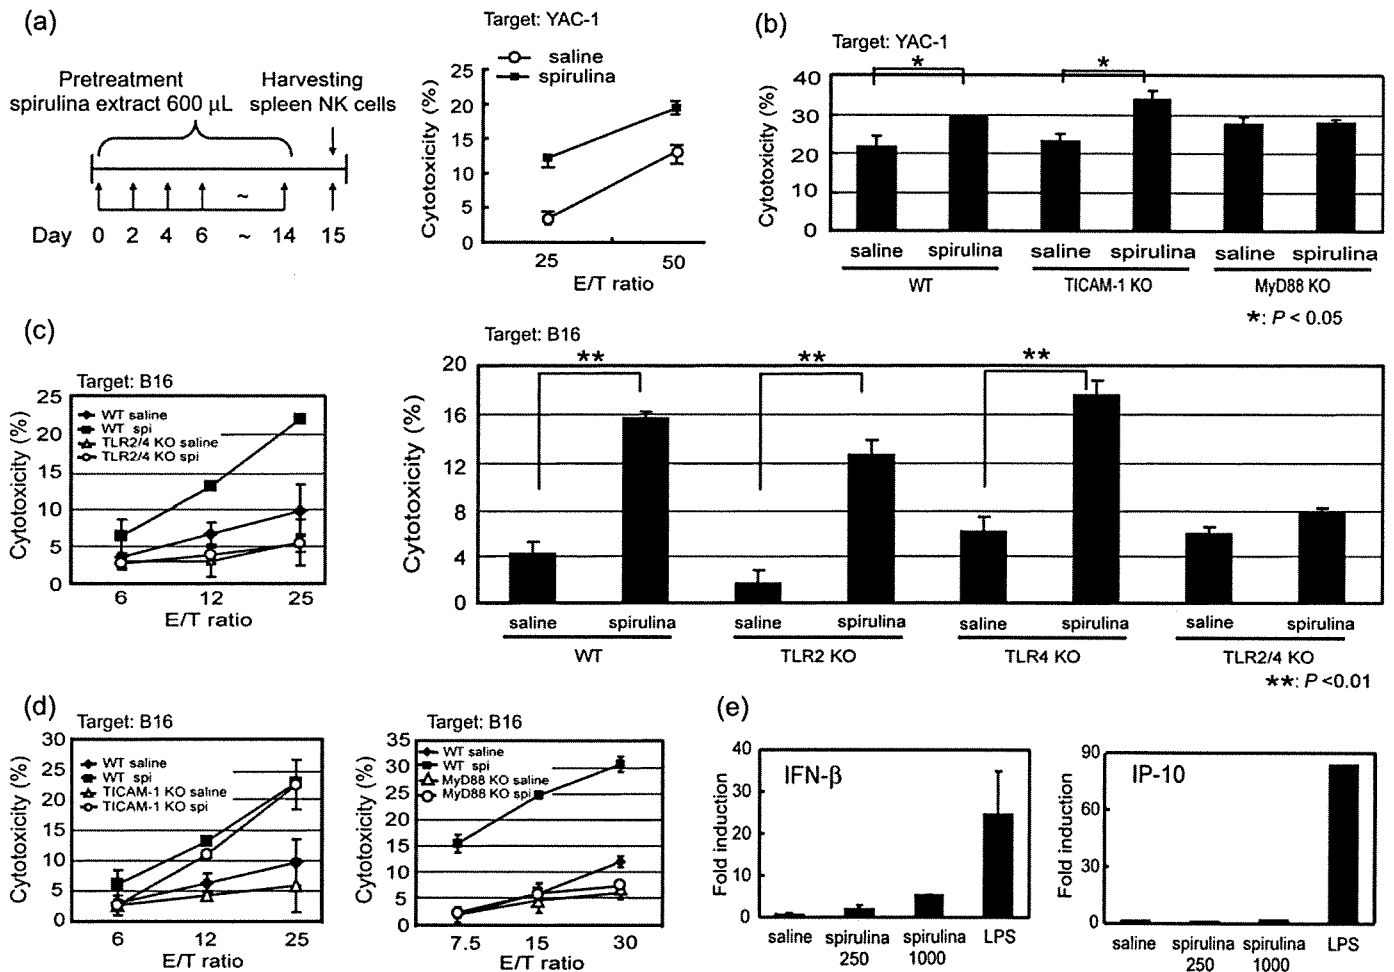 (a)
Pretreatment
spirulina extract 600 μL
Harvesting
spleen NK cells
Day 0 2 4 6 ~ 14 15
~
Target: YAC-1
saline
spirulina
Cytotoxicity (%)
25
20
15
10
5
0
25 50
E/T ratio
(b)
Target: YAC-1
Cytotoxicity (%)
40
30
20
10
0
* *
saline spirulina saline spirulina saline spirulina
WT TICAM-1 KO MyD88 KO
*: P < 0.05
(c)
Target: B16
WT saline
WT spi
TLR2/4 KO saline
TLR2/4 KO spi
Cytotoxicity (%)
25
20
15
10
5
0
6 12 25
E/T ratio
Target: B16
Cytotoxicity (%)
20
16
12
8
4
0
** ** **
saline spirulina saline spirulina saline spirulina saline spirulina
WT TLR2 KO TLR4 KO TLR2/4 KO
**: P <0.01
(d)
Target: B16
WT saline
WT spi
TICAM-1 KO saline
TICAM-1 KO spi
Cytotoxicity (%)
30
25
20
15
10
5
0
6 12 25
E/T ratio
Target: B16
WT saline
WT spi
MyD88 KO saline
MyD88 KO spi
Cytotoxicity (%)
35
30
25
20
15
10
5
0
7.5 15 30
E/T ratio
(e)
IFN-β
Fold induction
40
30
20
10
0
saline spirulina spirulina LPS
250 1000
IP-10
Fold induction
90
60
30
0
saline spirulina spirulina LPS
250 1000